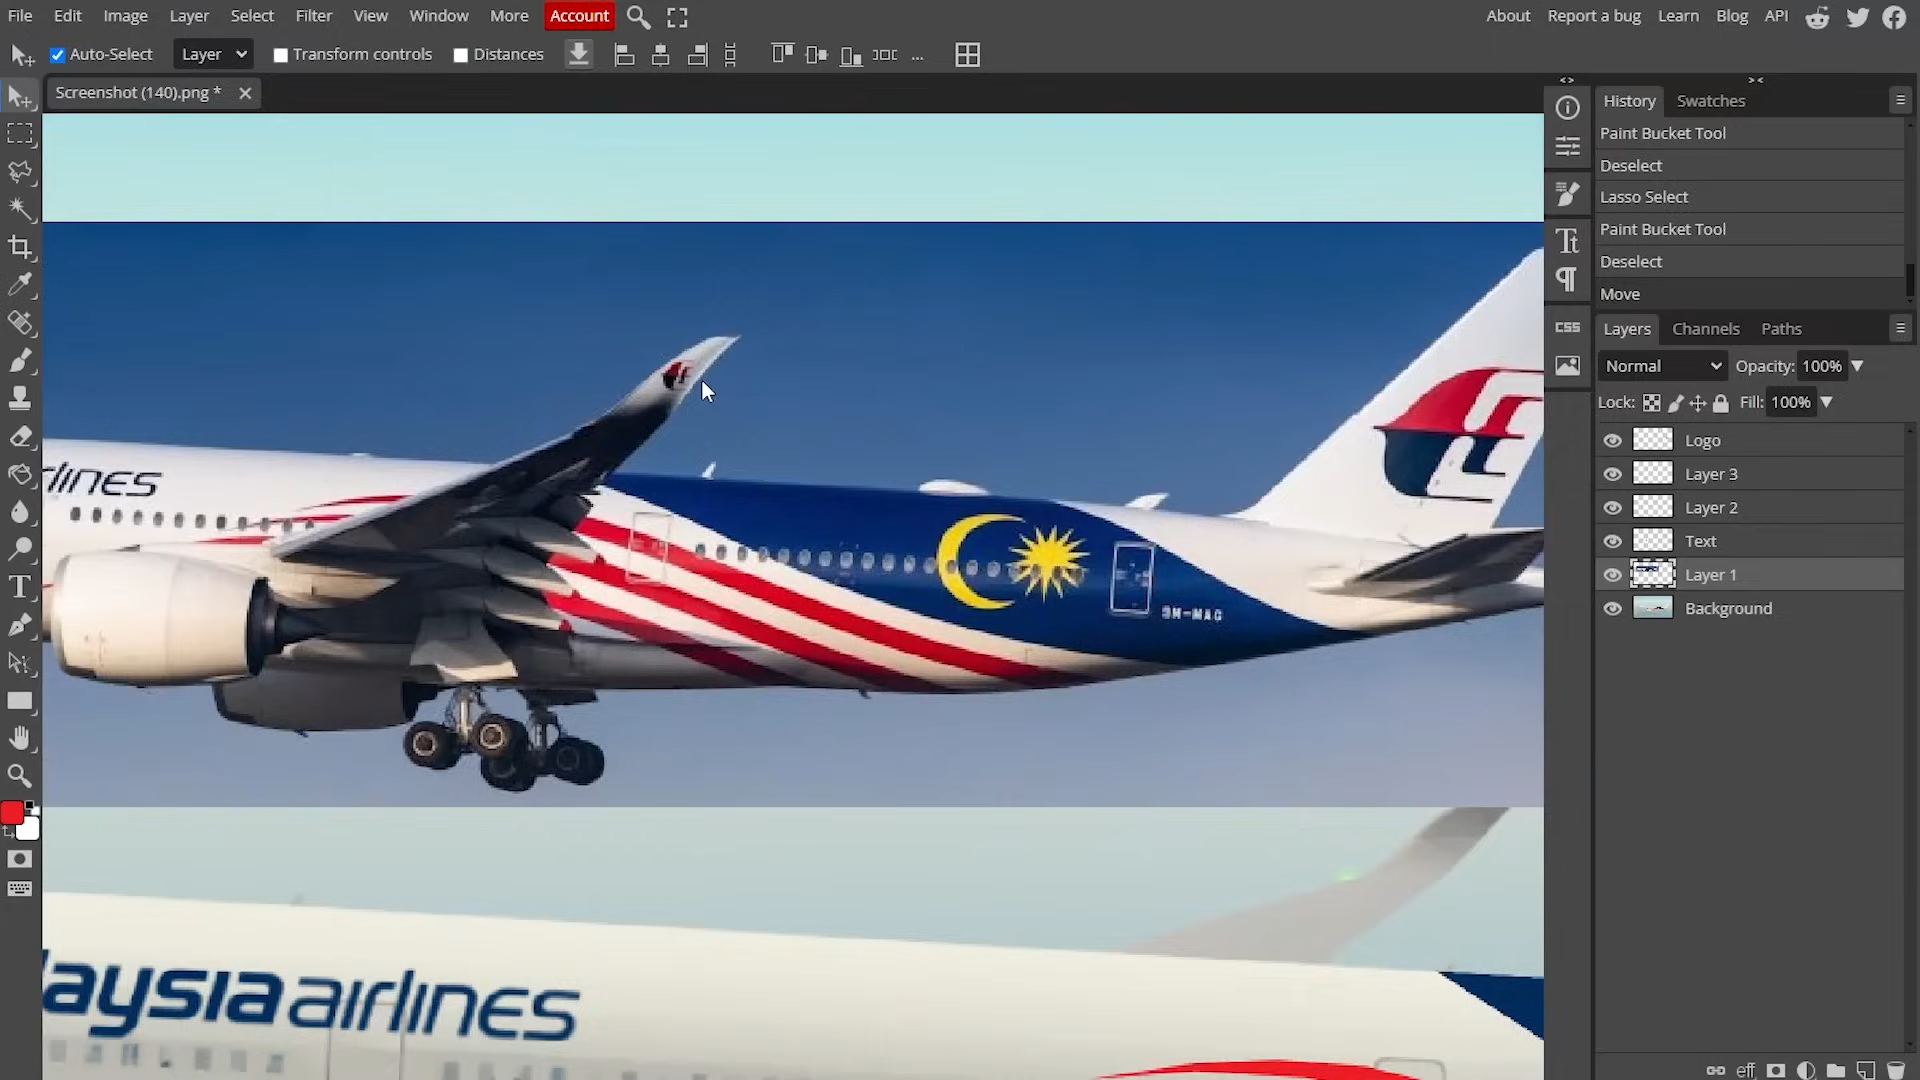 File Edit Image Layer Select Filter View Window More Account
About Report a bug Learn Blog API
Auto-Select Layer Transform controls Distances ...
Screenshot (140).png *
History Swatches
Paint Bucket Tool
Deselect
Lasso Select
Paint Bucket Tool
Deselect
Move
Layers Channels Paths
Normal Opacity: 100%
Lock: Fill: 100%
Logo
Layer 3
Layer 2
Text
Layer 1
Background
CSS
eff
rlines
9M-MAG
laysia airlines